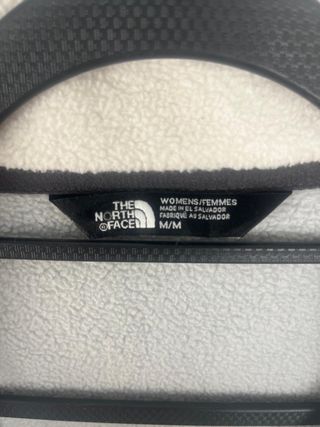 THE
NORTH
®FACE
WOMENS/FEMMES
MADE IN EL SALVADOR
FABRIQUÉ AU SALVADOR
M/M